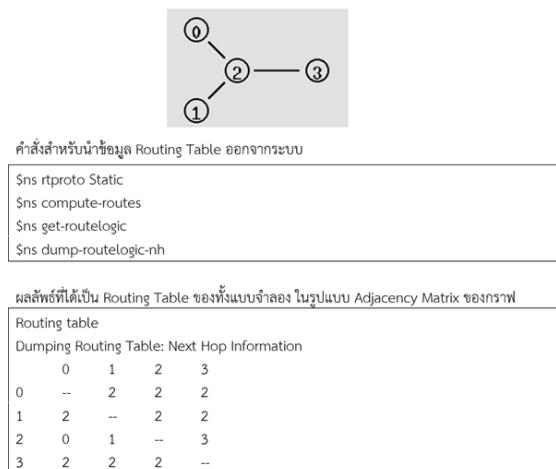 0
2
3
1
คำสั่งสำหรับนำข้อมูล Routing Table ออกจากระบบ
$ns rtproto Static
$ns compute-routes
$ns get-routelogic
$ns dump-routelogic-nh
ผลลัพธ์ที่ได้เป็น Routing Table ของทั้งแบบจำลอง ในรูปแบบ Adjacency Matrix ของกราฟ
Routing table
Dumping Routing Table: Next Hop Information
0 1 2 3
0 -- 2 2 2
1 2 -- 2 2
2 0 1 -- 3
3 2 2 2 --